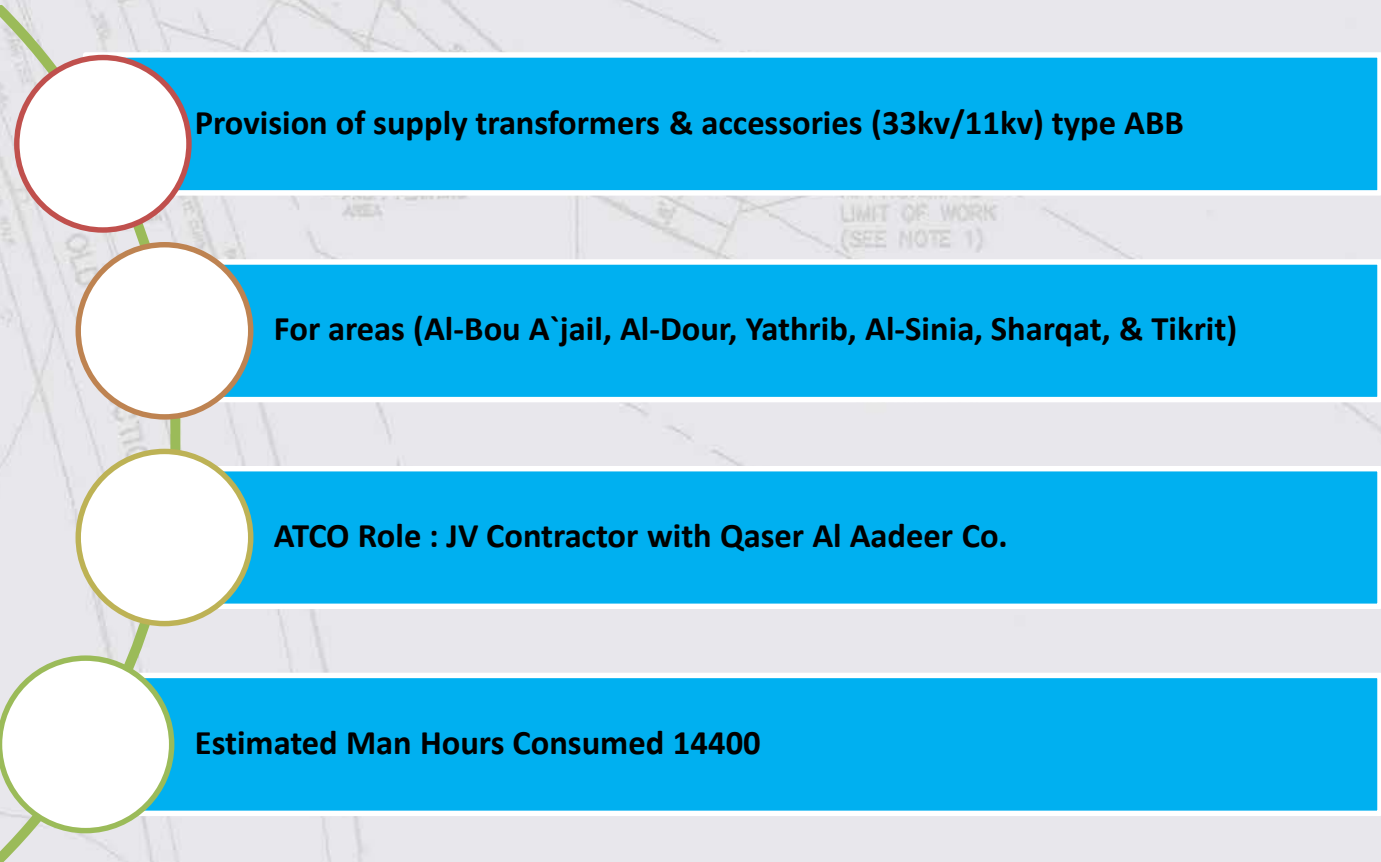 Provision of supply transformers & accessories (33kv/11kv) type ABB
LIMIT OF WORK
(SEE NOTE 1)
AREA
For areas (Al-Bou A`jail, Al-Dour, Yathrib, Al-Sinia, Sharqat, & Tikrit)
ATCO Role : JV Contractor with Qaser Al Aadeer Co.
Estimated Man Hours Consumed 14400